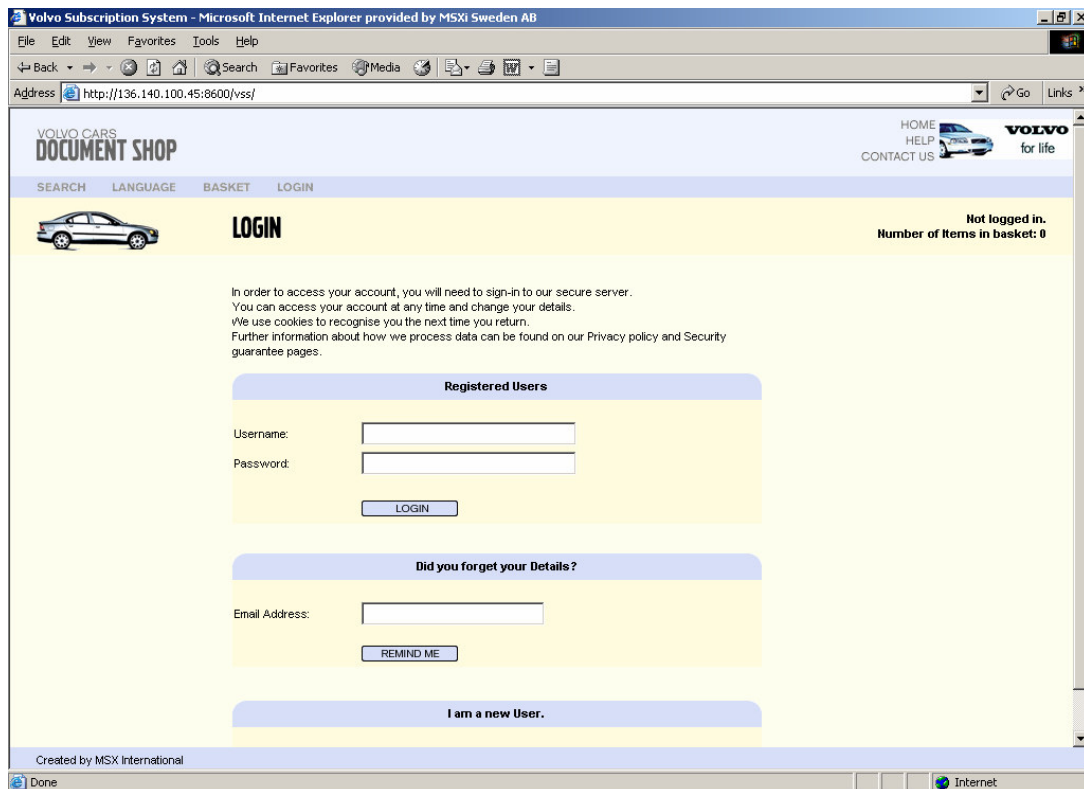 Volvo Subscription System - Microsoft Internet Explorer provided by MSXi Sweden AB
File Edit View Favorites Tools Help
Back Search Favorites Media
Address http://136.140.100.45:8600/vss/ Go Links
VOLVO CARS
DOCUMENT SHOP
HOME
HELP
CONTACT US
VOLVO
for life
SEARCH LANGUAGE BASKET LOGIN
LOGIN
Not logged in.
Number of Items in basket: 0
In order to access your account, you will need to sign-in to our secure server.
You can access your account at any time and change your details.
We use cookies to recognise you the next time you return.
Further information about how we process data can be found on our Privacy policy and Security
guarantee pages.
Registered Users
Username:
Password:
LOGIN
Did you forget your Details?
Email Address:
REMIND ME
I am a new User.
Created by MSX International
Done Internet